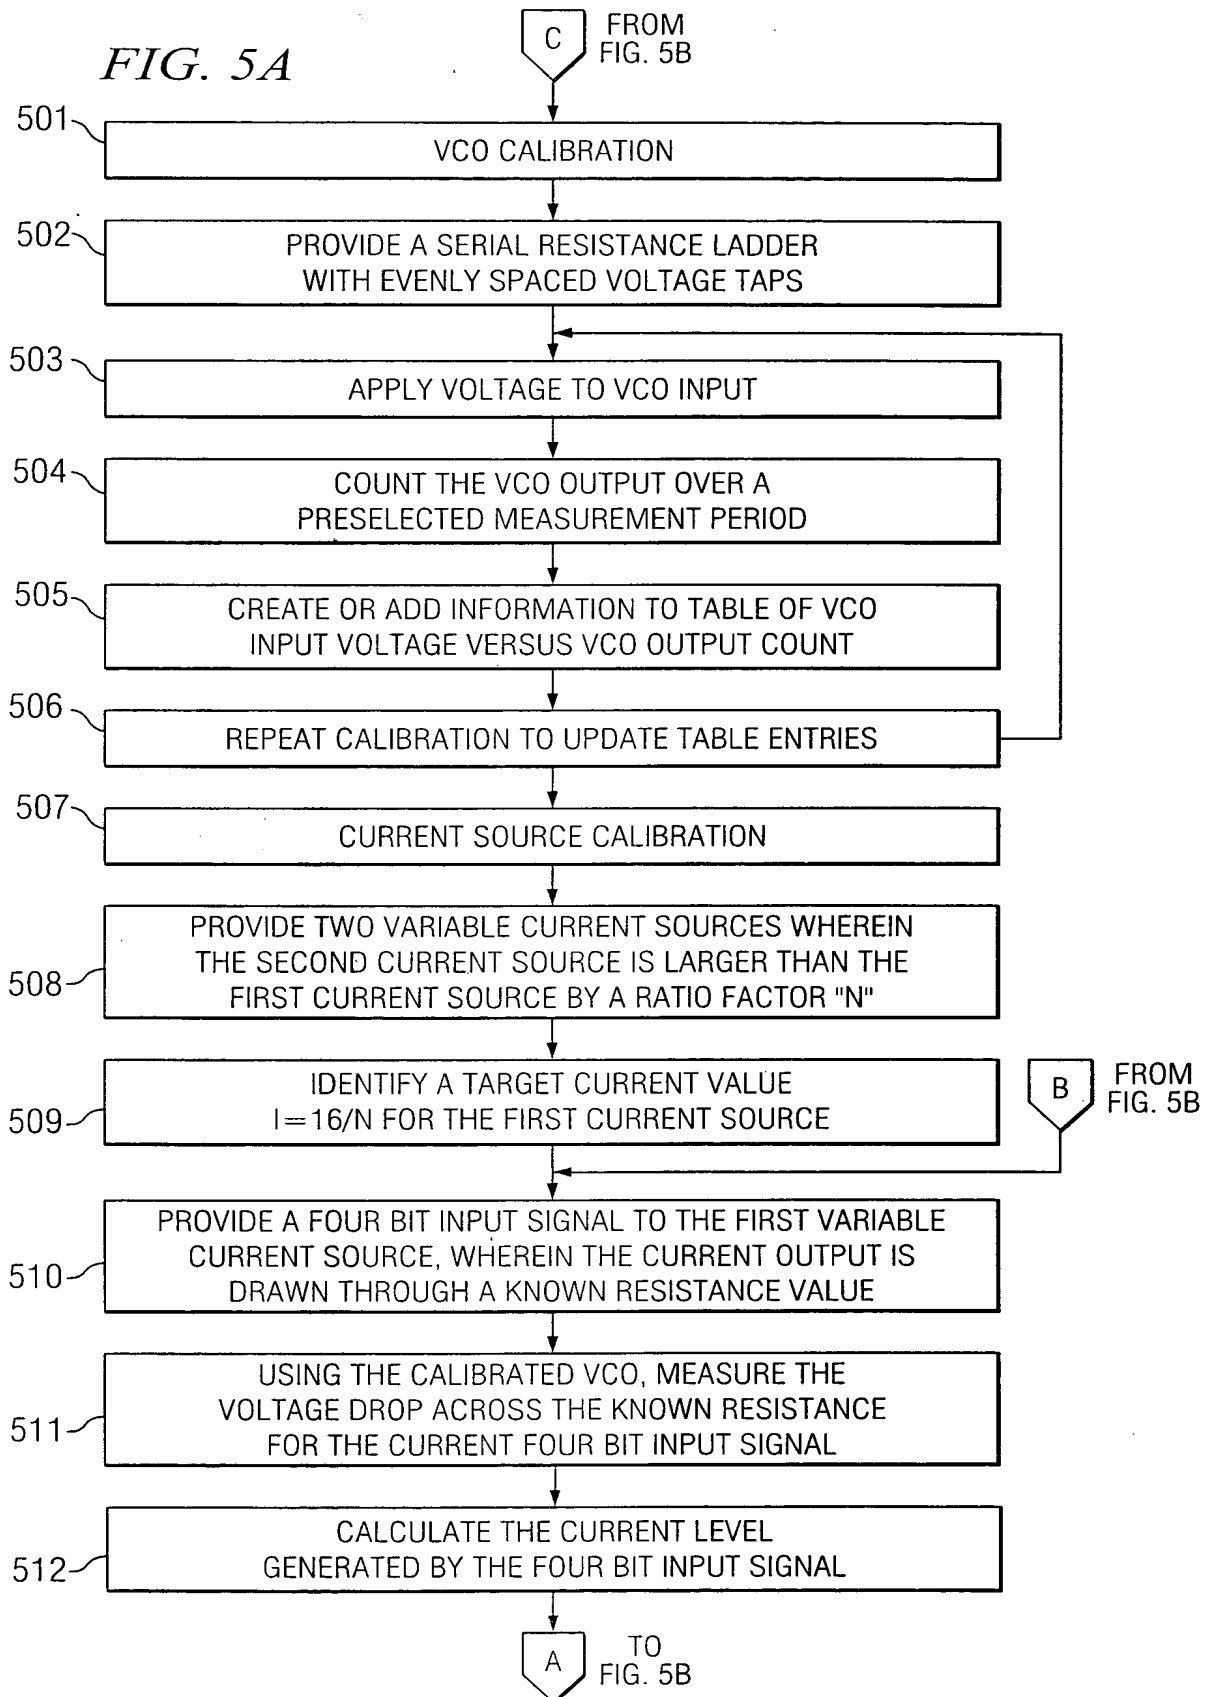 FIG. 5A
C
FROM
FIG. 5B
501
VCO CALIBRATION
502
PROVIDE A SERIAL RESISTANCE LADDER
WITH EVENLY SPACED VOLTAGE TAPS
503
APPLY VOLTAGE TO VCO INPUT
504
COUNT THE VCO OUTPUT OVER A
PRESELECTED MEASUREMENT PERIOD
505
CREATE OR ADD INFORMATION TO TABLE OF VCO
INPUT VOLTAGE VERSUS VCO OUTPUT COUNT
506
REPEAT CALIBRATION TO UPDATE TABLE ENTRIES
507
CURRENT SOURCE CALIBRATION
508
PROVIDE TWO VARIABLE CURRENT SOURCES WHEREIN
THE SECOND CURRENT SOURCE IS LARGER THAN THE
FIRST CURRENT SOURCE BY A RATIO FACTOR "N"
509
IDENTIFY A TARGET CURRENT VALUE
I=16/N FOR THE FIRST CURRENT SOURCE
B
FROM
FIG. 5B
510
PROVIDE A FOUR BIT INPUT SIGNAL TO THE FIRST VARIABLE
CURRENT SOURCE, WHEREIN THE CURRENT OUTPUT IS
DRAWN THROUGH A KNOWN RESISTANCE VALUE
511
USING THE CALIBRATED VCO, MEASURE THE
VOLTAGE DROP ACROSS THE KNOWN RESISTANCE
FOR THE CURRENT FOUR BIT INPUT SIGNAL
512
CALCULATE THE CURRENT LEVEL
GENERATED BY THE FOUR BIT INPUT SIGNAL
A
TO
FIG. 5B